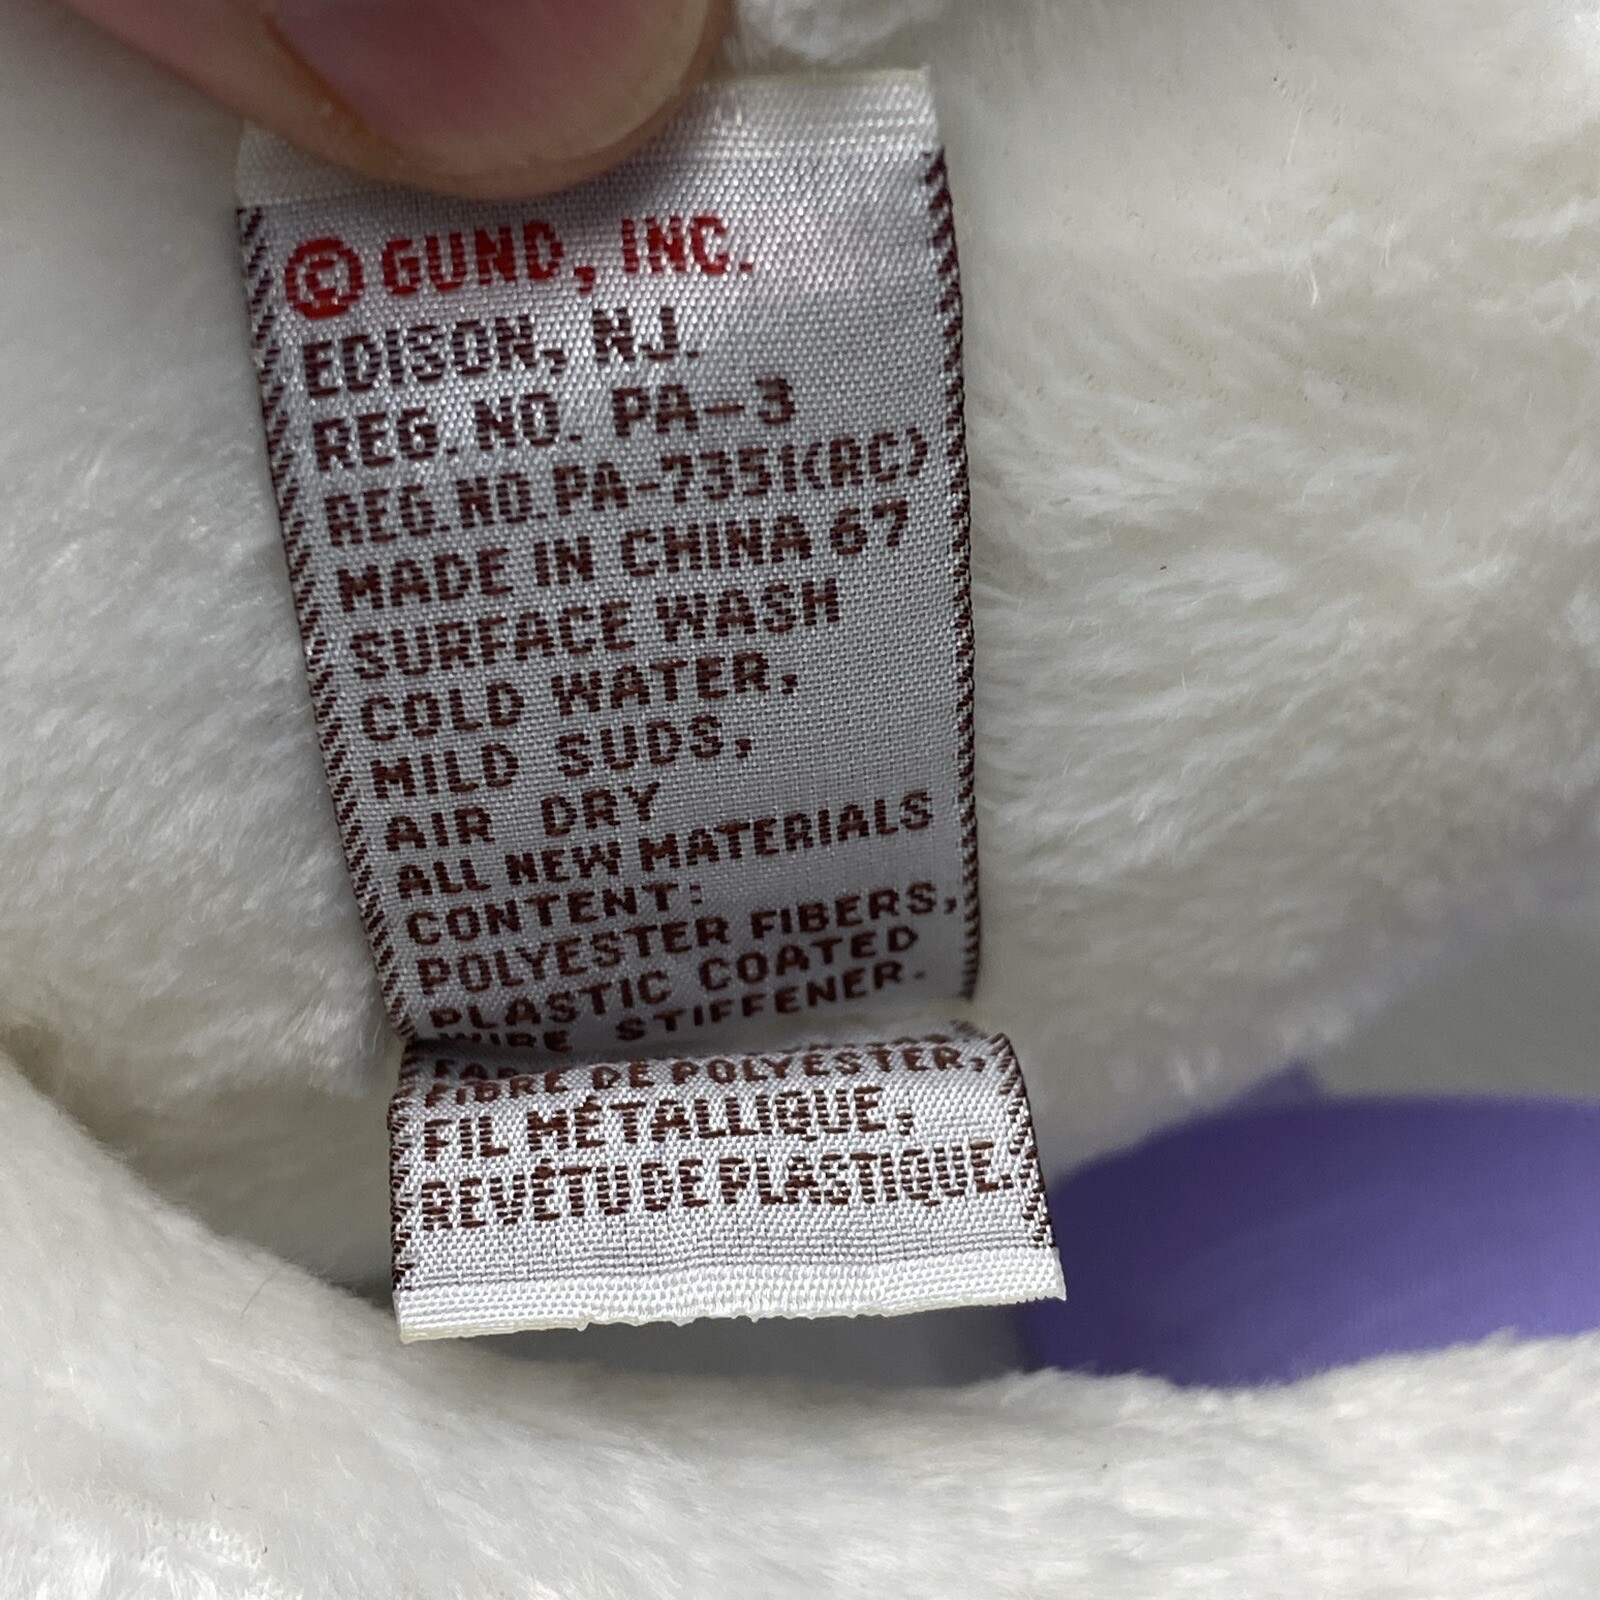 © GUND, INC.
EDISON, NJ.
REG. NO. PA-3
REG. NO. PA-7351(RC)
MADE IN CHINA 67
SURFACE WASH
COLD WATER,
MILD SUDS,
AIR DRY
ALL NEW MATERIALS
CONTENT:
POLYESTER FIBERS,
PLASTIC COATED
WIRE STIFFENER.
FIBRE DE POLYESTER,
FIL MÉTALLIQUE,
REVÉTU DE PLASTIQUE.